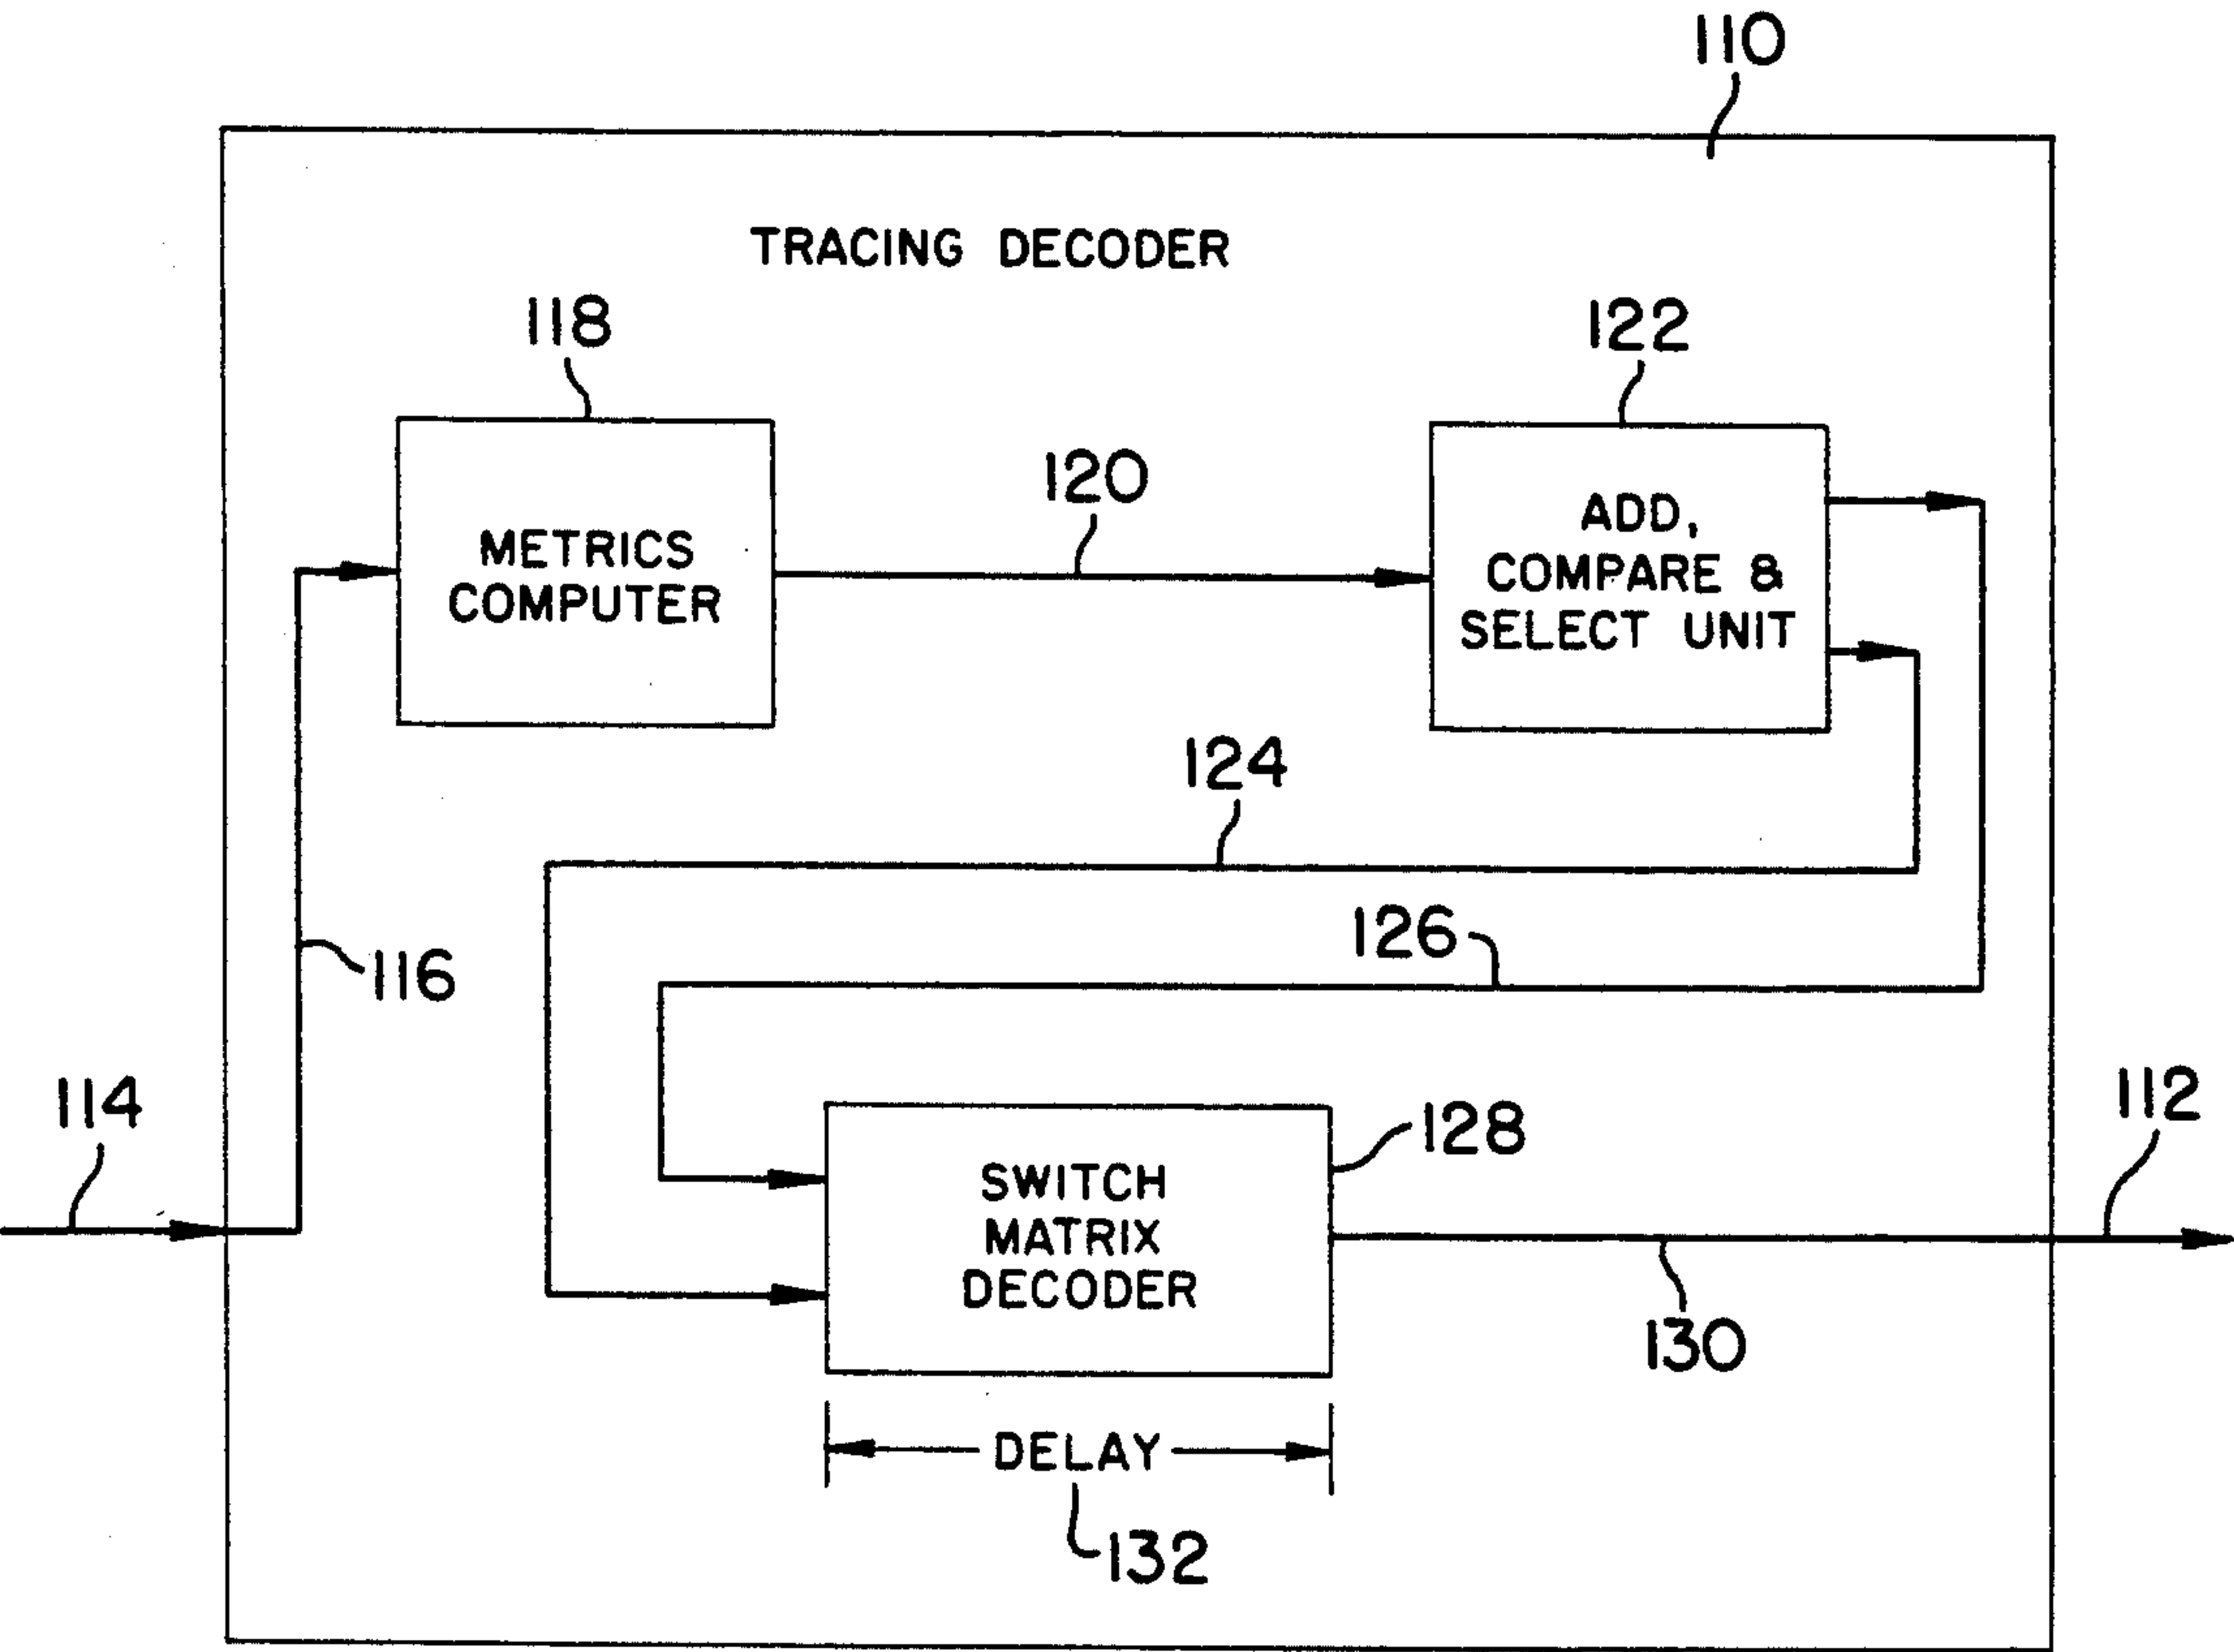 110
TRACING DECODER
118
122
METRICS
COMPUTER
120
ADD,
COMPARE &
SELECT UNIT
124
116
126
114
112
128
SWITCH
MATRIX
DECODER
130
DELAY
132